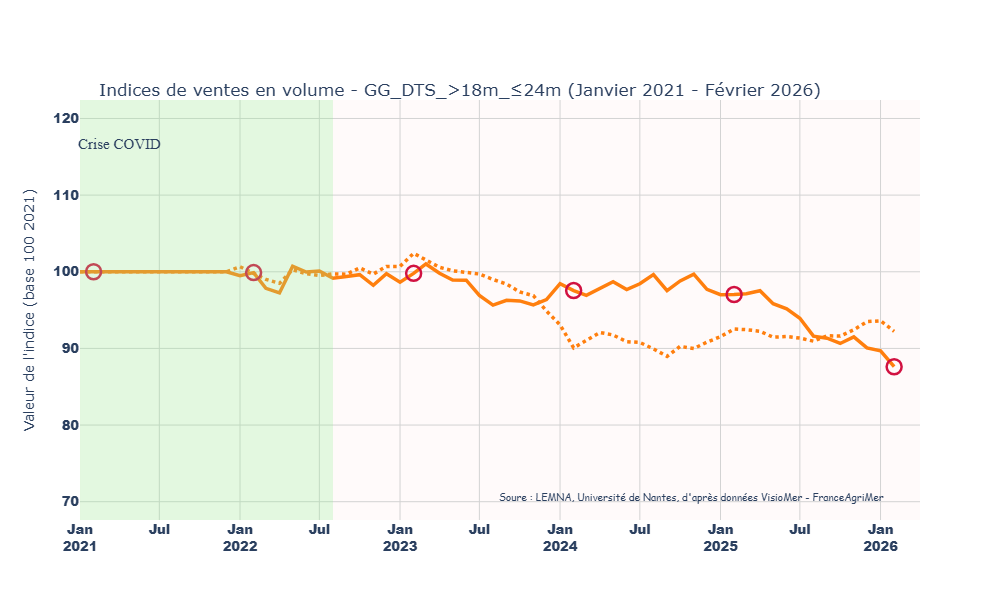 Indices de ventes en volume - GG_DTS_>18m_≤24m (Janvier 2021 - Février 2026)
120
Crise COVID
110
100
90
80
70
Valeur de l'indice (base 100 2021)
Soure : LEMNA, Université de Nantes, d'après données VisioMer - FranceAgriMer
Jan Jul Jan Jul Jan Jul Jan Jul Jan Jul Jan
2021 2022 2023 2024 2025 2026